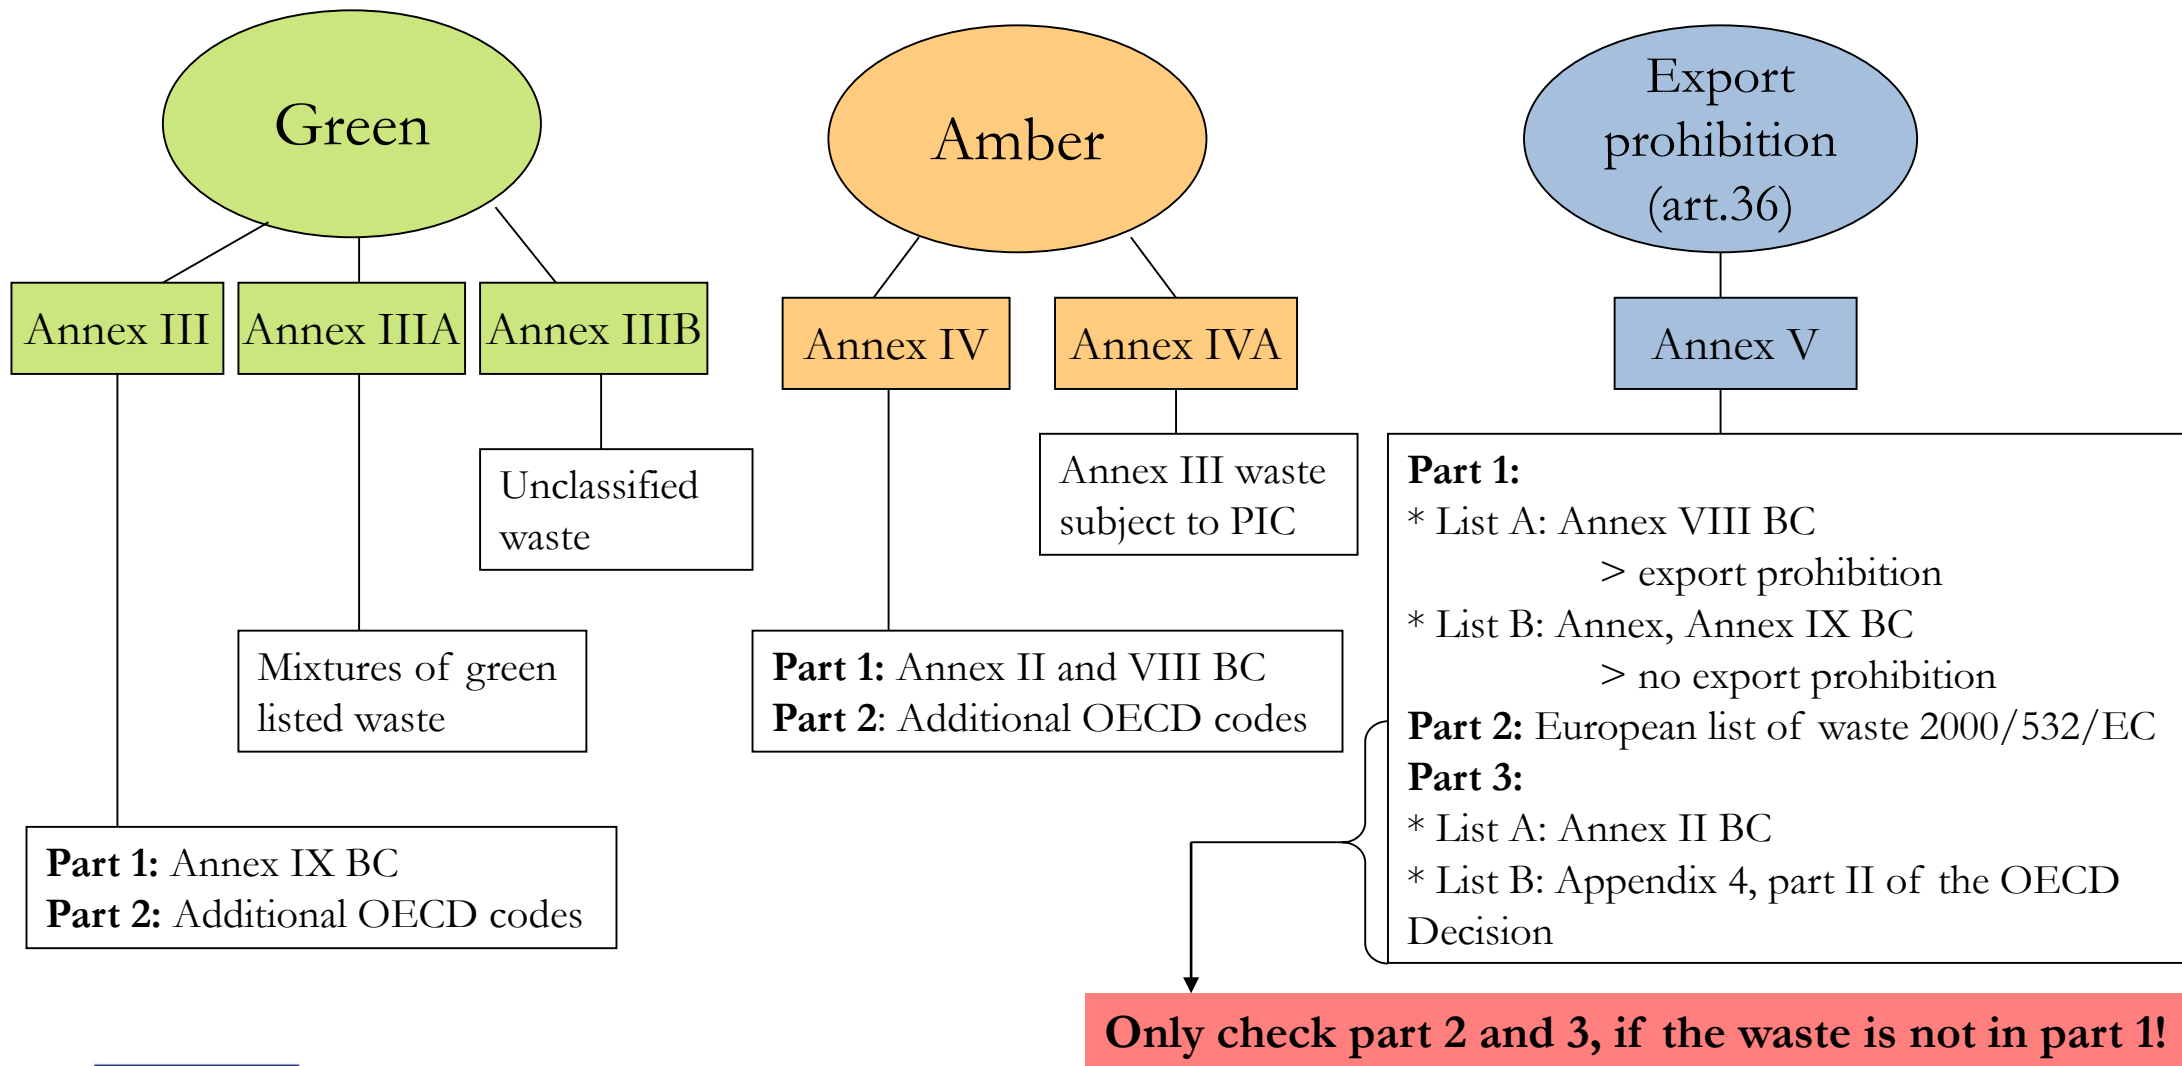 Green
Amber
Export
prohibition
(art.36)
Annex III
Annex IIIA
Annex IIIB
Annex IV
Annex IVA
Annex V
Unclassified
waste
Mixtures of green
listed waste
Part 1: Annex IX BC
Part 2: Additional OECD codes
Annex III waste
subject to PIC
Part 1: Annex II and VIII BC
Part 2: Additional OECD codes
Part 1:
* List A: Annex VIII BC
> export prohibition
* List B: Annex, Annex IX BC
> no export prohibition
Part 2: European list of waste 2000/532/EC
Part 3:
* List A: Annex II BC
* List B: Appendix 4, part II of the OECD
Decision
Only check part 2 and 3, if the waste is not in part 1!